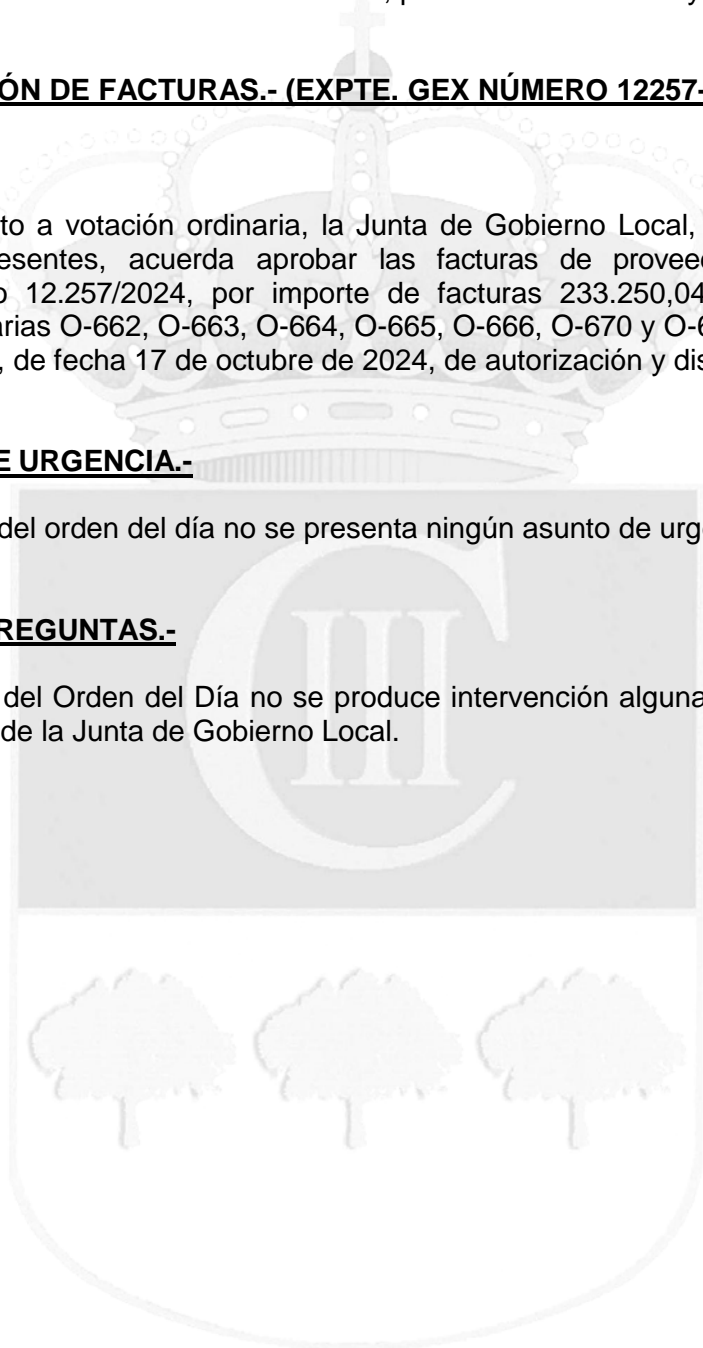 ÓN DE FACTURAS.- (EXPTE. GEX NÚMERO 12257-
to a votación ordinaria, la Junta de Gobierno Local,
esentes, acuerda aprobar las facturas de provee
o 12.257/2024, por importe de facturas 233.250,04
arias O-662, O-663, O-664, O-665, O-666, O-670 y O-6
, de fecha 17 de octubre de 2024, de autorización y dis
E URGENCIA.-
del orden del día no se presenta ningún asunto de urg
REGUNTAS.-
del Orden del Día no se produce intervención alguna
de la Junta de Gobierno Local.
CIII